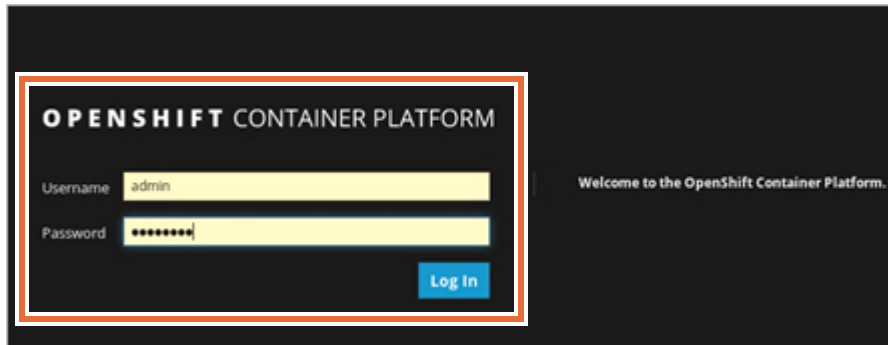 OPENSHIFT CONTAINER PLATFORM
Username admin
Password ••••••••
Log In
Welcome to the OpenShift Container Platform.